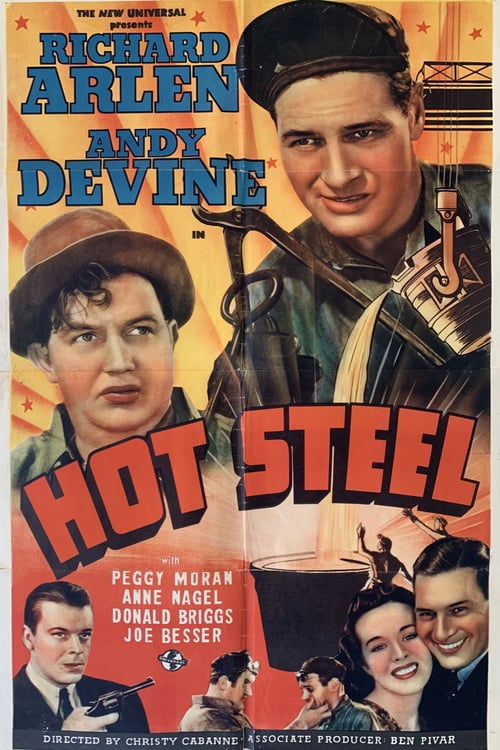 THE NEW UNIVERSAL
presents
RICHARD
ARLEN
ANDY
DEVINE
IN
HOT STEEL
with
PEGGY MORAN
ANNE NAGEL
DONALD BRIGGS
JOE BESSER
UNIVERSAL
DIRECTED BY CHRISTY CABANNE ASSOCIATE PRODUCER BEN PIVAR